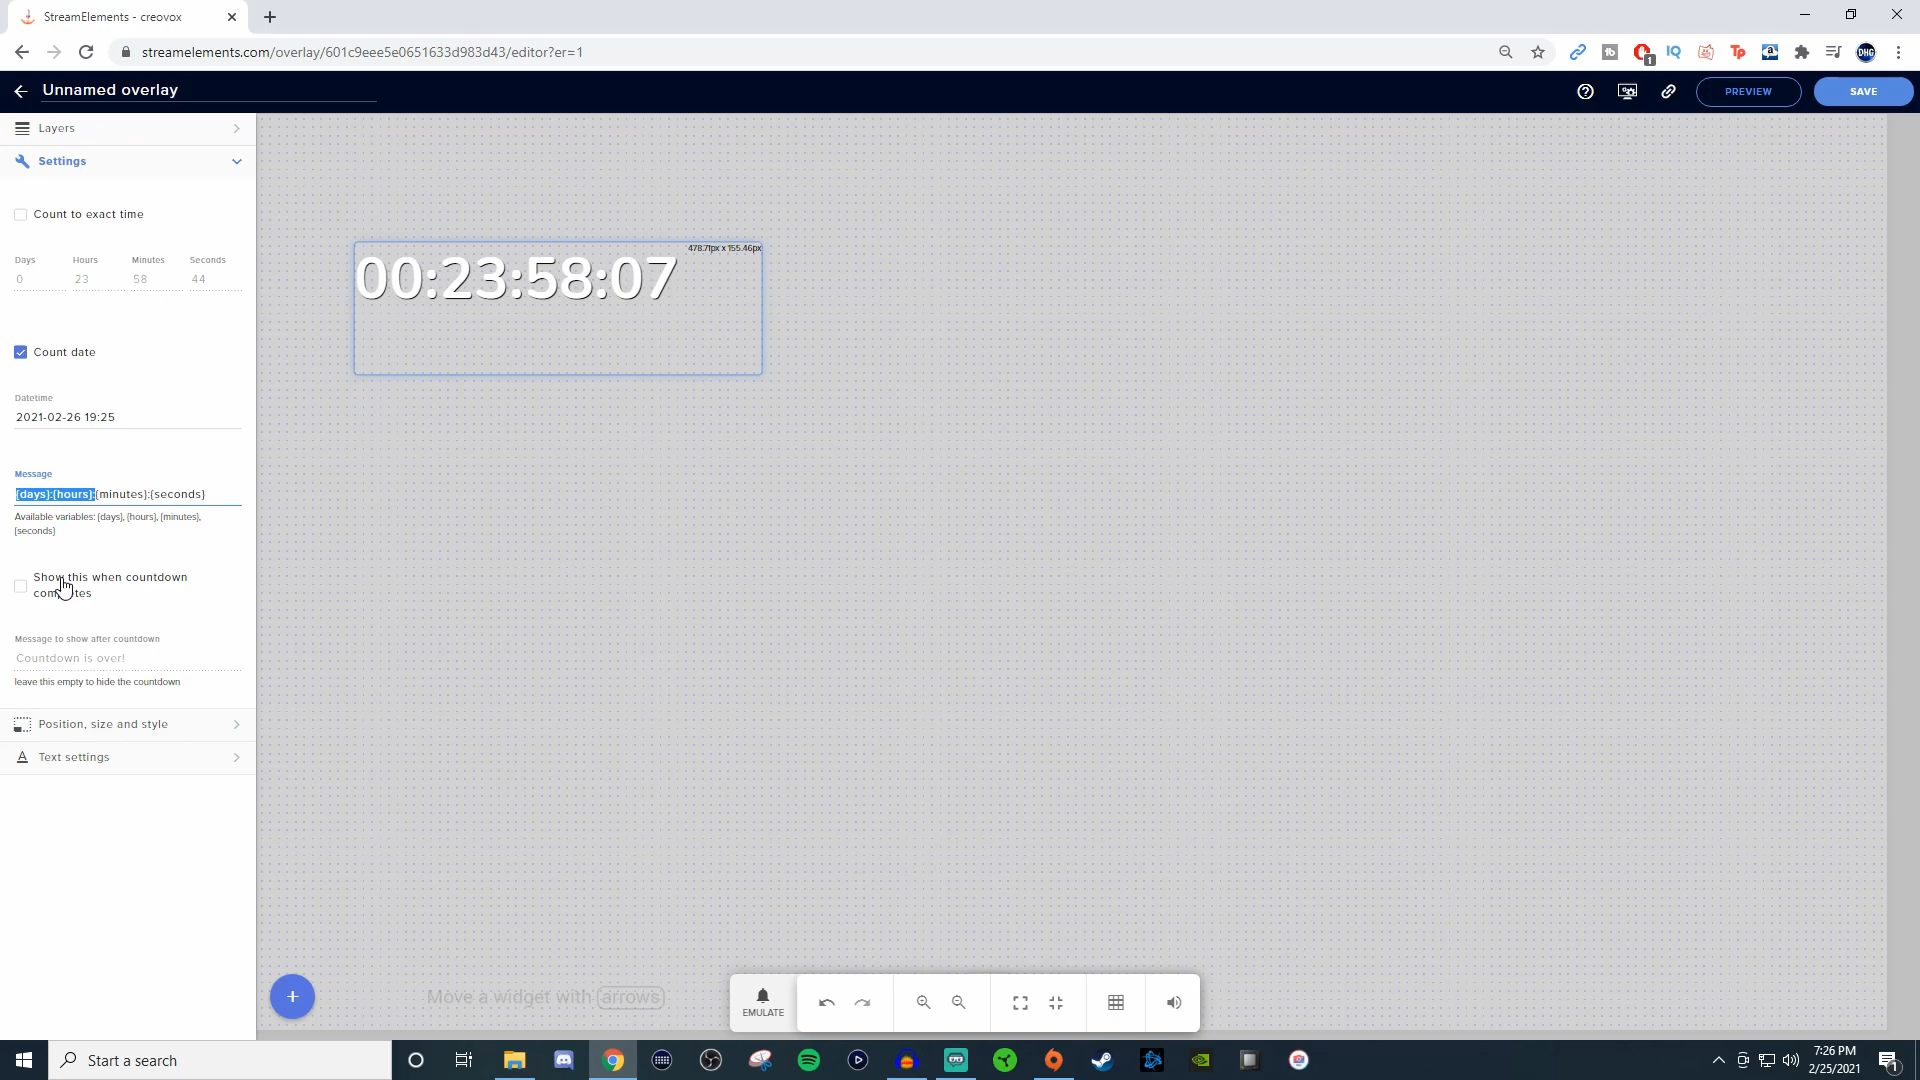 StreamElements - creovox
streamelements.com/overlay/601c9eee5e0651633d983d43/editor?er=1
Unnamed overlay
PREVIEW
SAVE
Layers
Settings
Count to exact time
Days Hours Minutes Seconds
0 23 58 44
Count date
Datetime
2021-02-26 19:25
Message
{days}:{hours}:{minutes}:{seconds}
Available variables: {days}, {hours}, {minutes},
{seconds}
Show this when countdown
Message to show after countdown
Countdown is over!
leave this empty to hide the countdown
Position, size and style
Text settings
478.71px x 155.46px
00:23:58:07
Move a widget with arrows
EMULATE
Start a search
7:26 PM
2/25/2021